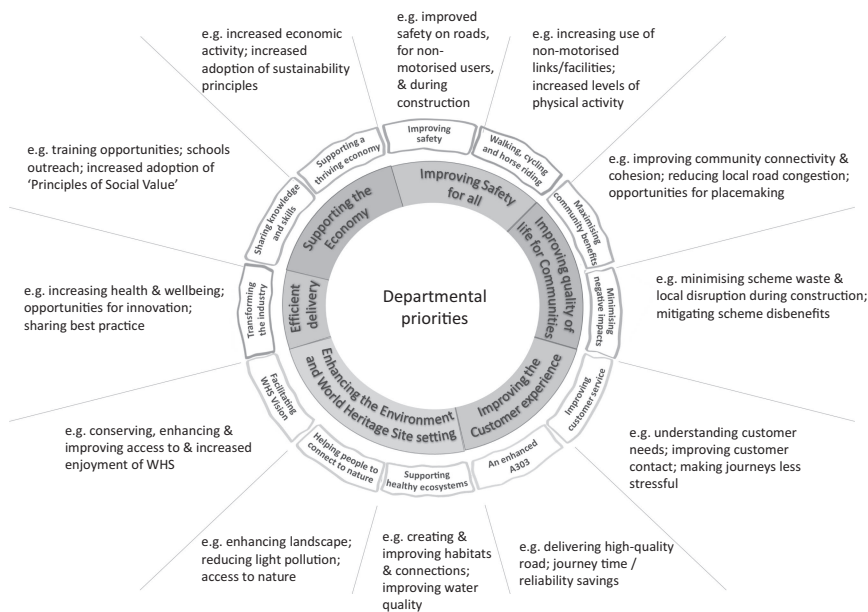 e.g. increased economic
activity; increased
adoption of sustainability
principles
e.g. improved
safety on roads,
for non-
motorised users,
& during
construction
e.g. increasing use of
non-motorised
links/facilities;
increased levels of
physical activity
e.g. training opportunities; schools
outreach; increased adoption of
‘Principles of Social Value’
e.g. improving community connectivity &
cohesion; reducing local road congestion;
opportunities for placemaking
e.g. increasing health & wellbeing;
opportunities for innovation;
sharing best practice
e.g. minimising scheme waste &
local disruption during construction;
mitigating scheme disbenefits
e.g. conserving, enhancing &
improving access to & increased
enjoyment of WHS
e.g. understanding customer
needs; improving customer
contact; making journeys less
stressful
e.g. enhancing landscape;
reducing light pollution;
access to nature
e.g. creating &
improving habitats
& connections;
improving water
quality
e.g. delivering high-quality
road; journey time /
reliability savings
Improving
safety
Walking, cycling
and horse riding
Maximising
community benefits
Minimising
negative impacts
Improving
customer service
An enhanced
A303
Supporting
healthy ecosystems
Helping people to
connect to nature
Facilitating
WHS Vision
Transforming
the industry
Sharing knowledge
and skills
Supporting a
thriving economy
Improving Safety
for all
Improving quality of
life for Communities
Improving the
Customer experience
Enhancing the Environment
and World Heritage Site setting
Efficient
delivery
Supporting the
Economy
Departmental
priorities